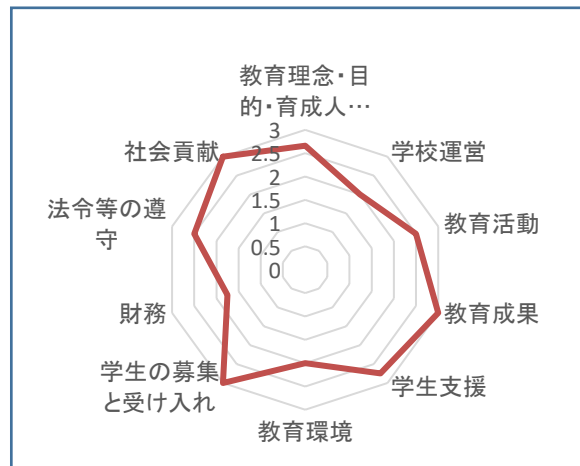 教育理念・目
的・育成人…
3
2.5
2
1.5
1
0.5
0
学校運営
教育活動
教育成果
学生支援
教育環境
学生の募集
と受け入れ
財務
法令等の遵
守
社会貢献